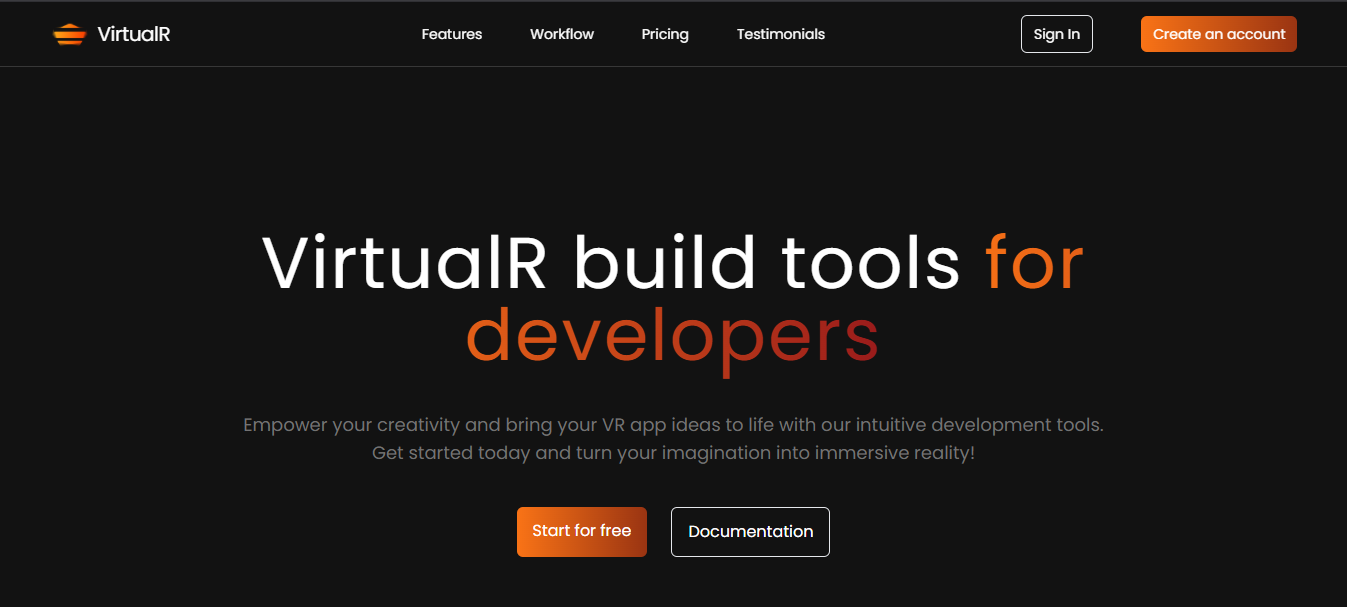 VirtualR
Features
Workflow
Pricing
Testimonials
Sign In
Create an account
VirtualR build tools for
developers
Empower your creativity and bring your VR app ideas to life with our intuitive development tools.
Get started today and turn your imagination into immersive reality!
Start for free
Documentation